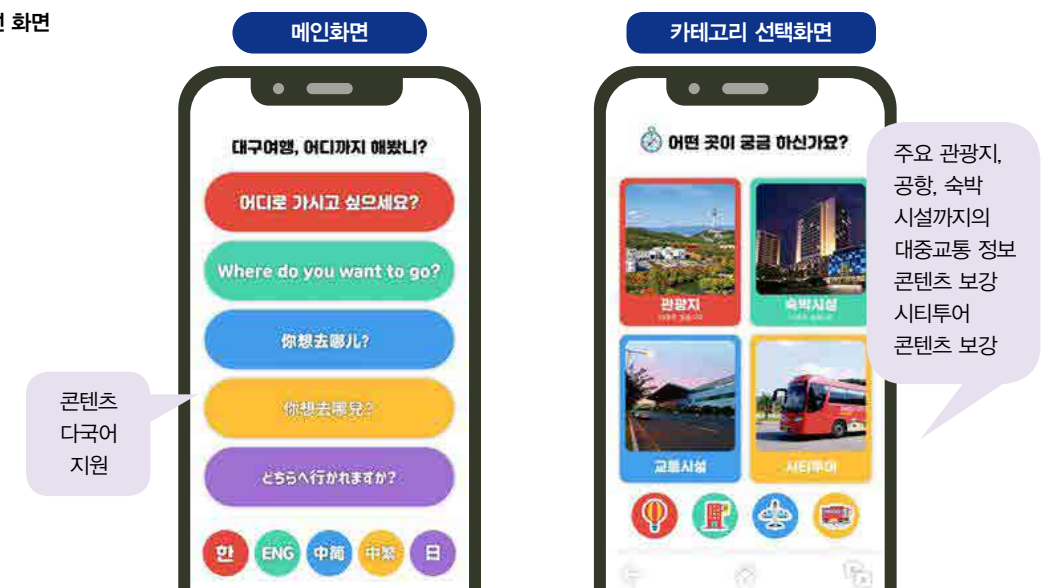 선 화면
메인화면
카테고리 선택화면
대구여행, 어디까지 해봤니?
어디로 가시고 싶으세요?
Where do you want to go?
你想去哪儿?
你想去哪兒?
どちらへ行かれますか?
한
ENG
中简
中繁
日
콘텐츠
다국어
지원
어떤 곳이 궁금 하신가요?
관광지
숙박시설
교통시설
시티투어
주요 관광지,
공항, 숙박
시설까지의
대중교통 정보
콘텐츠 보강
시티투어
콘텐츠 보강